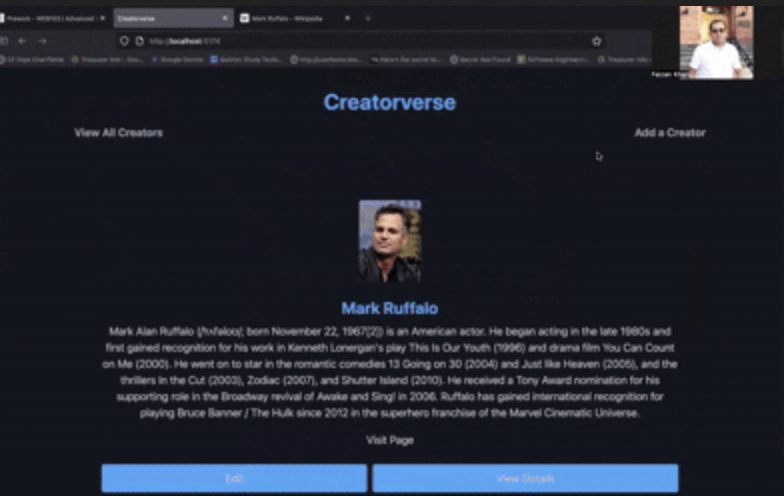 Prework - WEB103 | Advanced
Creatorverse
Mark Ruffalo - Wikipedia
http://localhost:5174
Google Gemini
Secret Not Found
Creatorverse
View All Creators
Add a Creator
Mark Ruffalo
born November 22, 1967[2]) is an American actor. He began acting in the late 1980s and
first gained recognition for his work in Kenneth Lonergan's play This Is Our Youth (1996) and drama film You Can Count
on Me (2000). He went on to star in the romantic comedies 13 Going on 30 (2004) and Just like Heaven (2005), and the
thrillers In the Cut (2003), Zodiac (2007), and Shutter Island (2010). He received a Tony Award nomination for his
supporting role in the Broadway revival of Awake and Sing! in 2006. Ruffalo has gained international recognition for
playing Bruce Banner / The Hulk since 2012 in the superhero franchise of the Marvel Cinematic Universe.
Visit Page
Edit
View Details